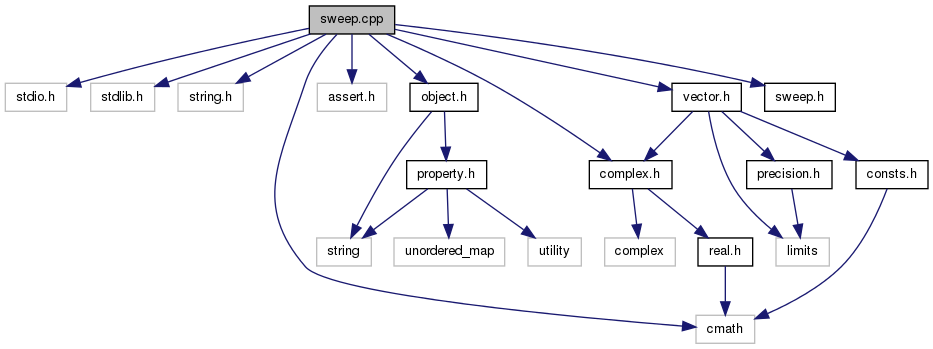 sweep.cpp
stdio.h
stdlib.h
string.h
assert.h
object.h
vector.h
sweep.h
property.h
complex.h
precision.h
consts.h
string
unordered_map
utility
complex
real.h
limits
cmath